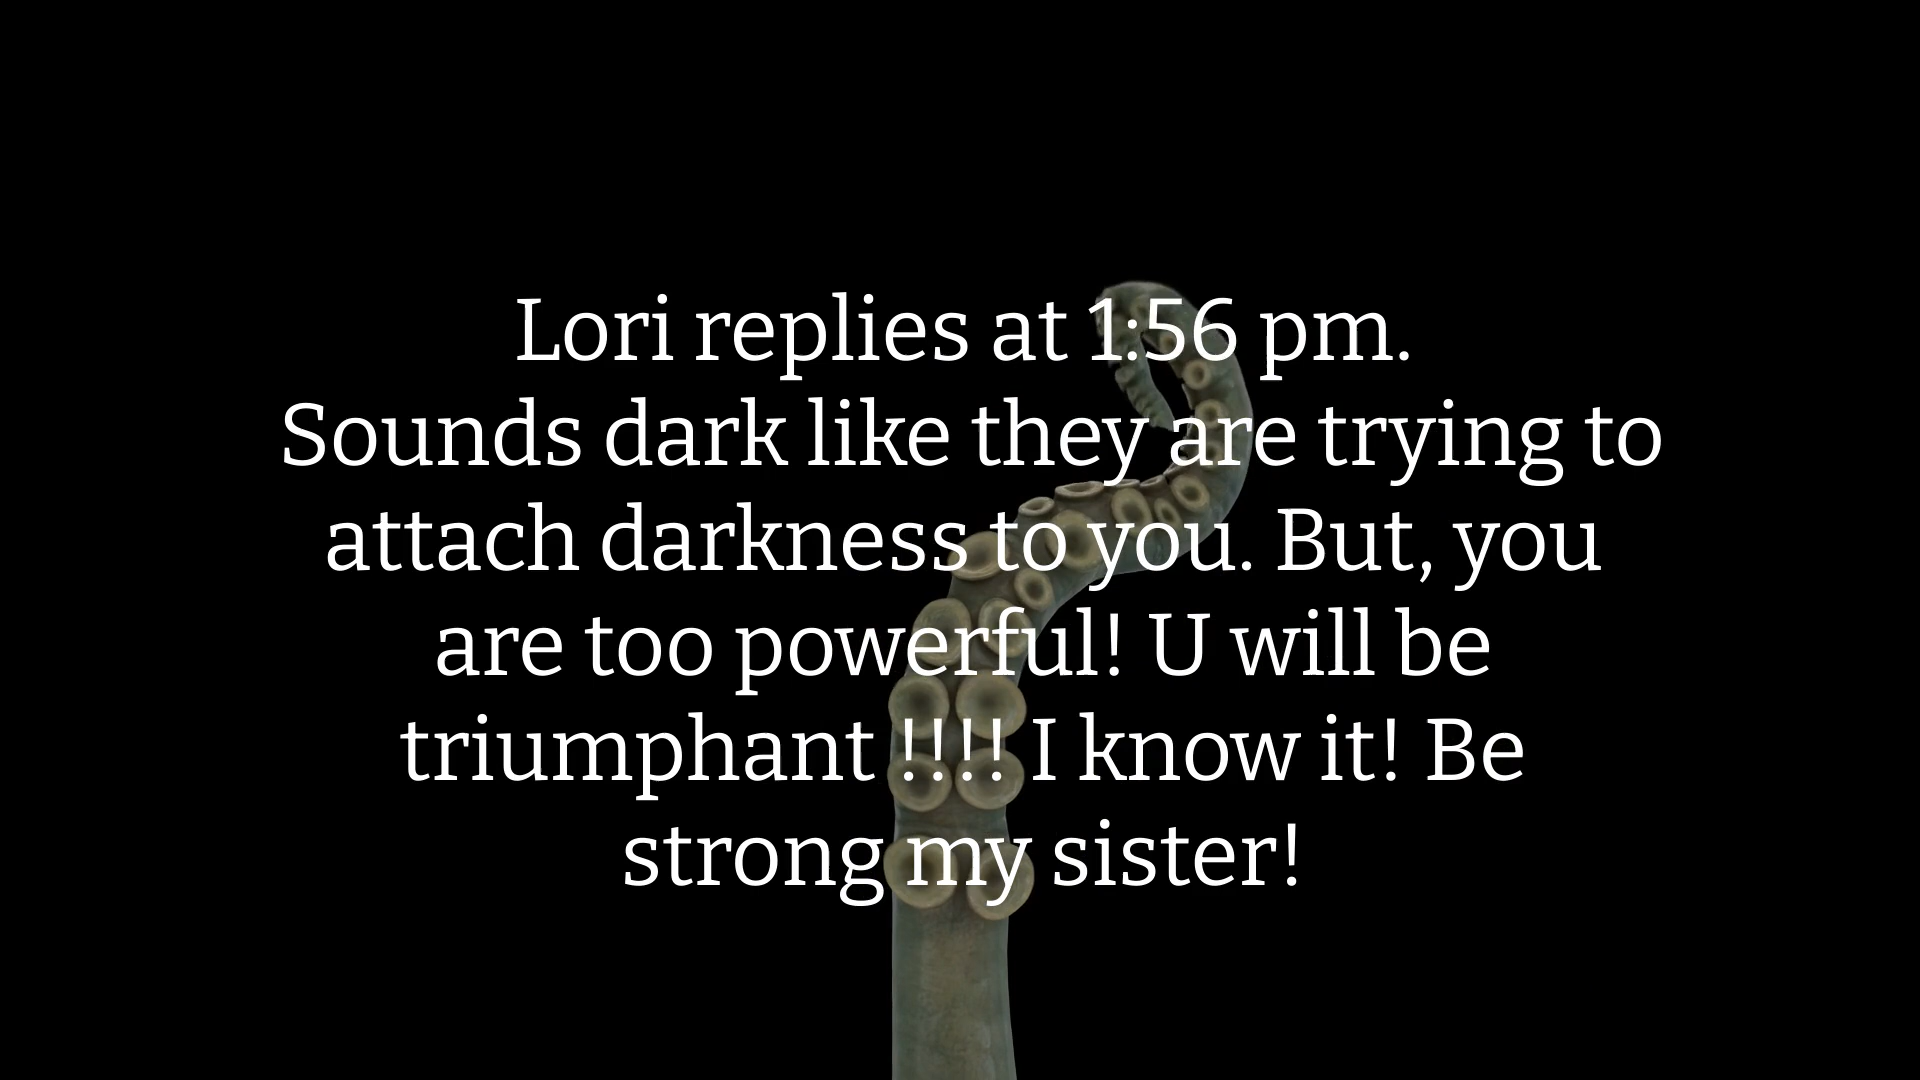 Lori replies at 1:56 pm.
Sounds dark like they are trying to
attach darkness to you. But, you
are too powerful! U will be
triumphant !!!! I know it! Be
strong my sister!